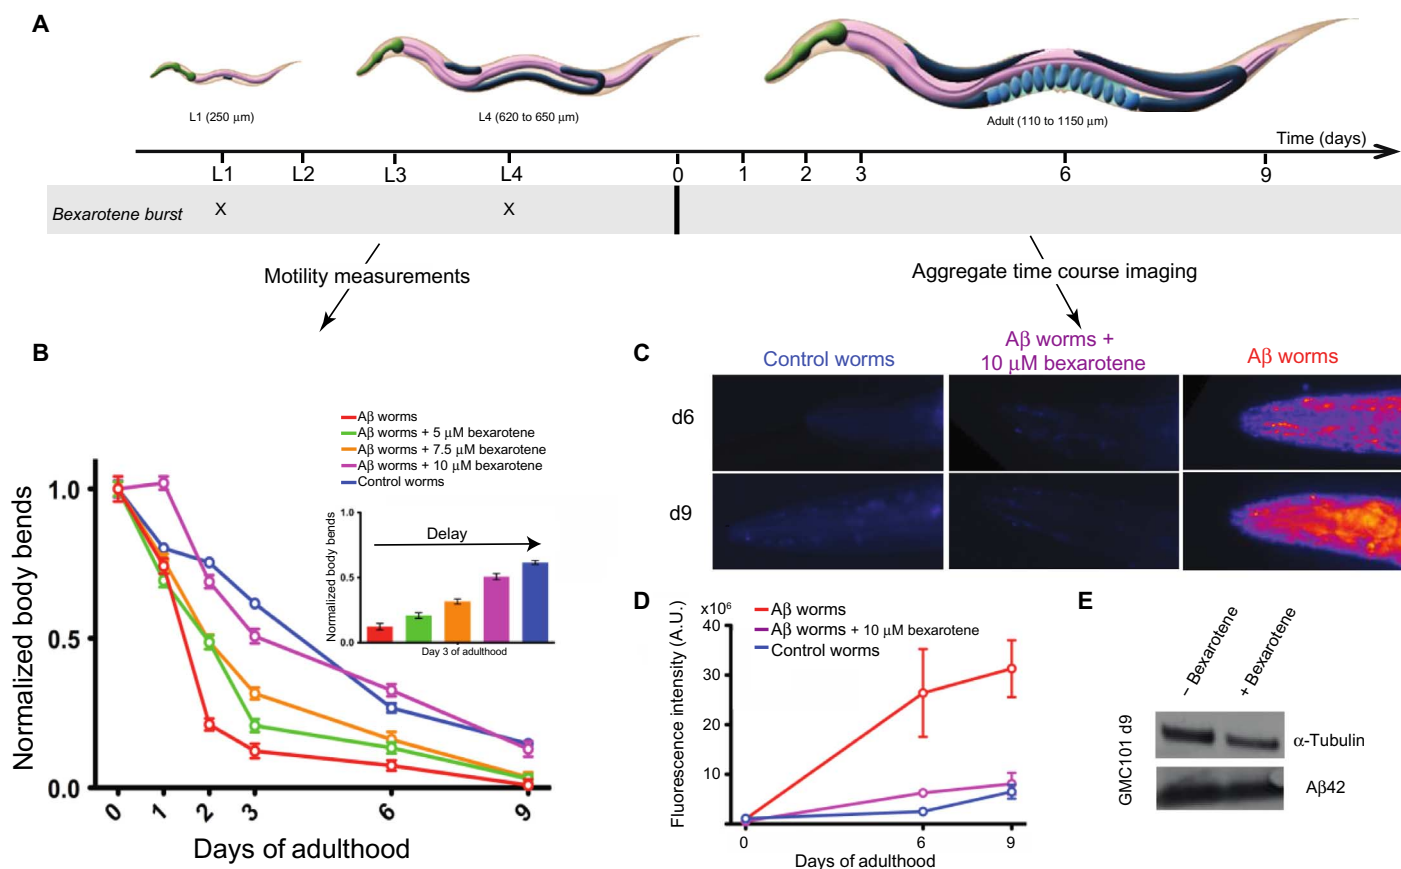 A
L1 (250 μm)
L4 (620 to 650 μm)
Adult (110 to 1150 μm)
Time (days)
L1 L2 L3 L4 0 1 2 3 6 9
Bexarotene burst X X
Motility measurements
Aggregate time course imaging
B
Aβ worms
Aβ worms + 5 μM bexarotene
Aβ worms + 7.5 μM bexarotene
Aβ worms + 10 μM bexarotene
Control worms
Normalized body bends
1.0
0.5
0.0
0 1 2 3 6 9
Days of adulthood
Normalized body bends
1.0
0.5
0.0
Delay
Day 3 of adulthood
C
Control worms
Aβ worms +
10 μM bexarotene
Aβ worms
d6
d9
D
Aβ worms
Aβ worms + 10 μM bexarotene
Control worms
Fluorescence intensity (A.U.)
x10⁶
40
30
20
10
0 6 9
Days of adulthood
E
– Bexarotene
+ Bexarotene
GMC101 d9
α-Tubulin
Aβ42